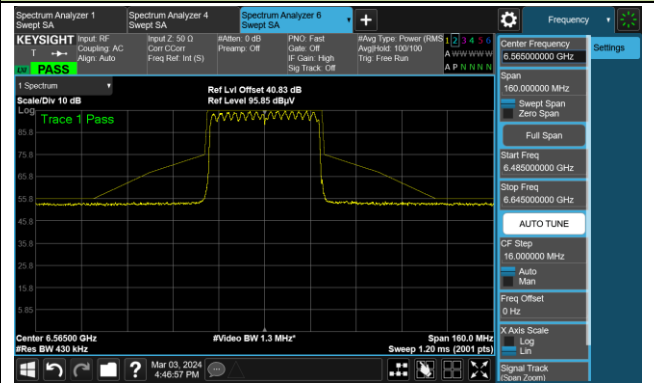 Spectrum Analyzer 1
Swept SA
Spectrum Analyzer 4
Swept SA
Spectrum Analyzer 6
Swept SA
Frequency
KEYSIGHT
T
LNI
PASS
Input: RF
Coupling: AC
Align: Auto
Input Z: 50 Ω
Corr CCorr
Freq Ref: Int (S)
#Atten: 0 dB
Preamp: Off
PNO: Fast
Gate: Off
IF Gain: High
Sig Track: Off
#Avg Type: Power (RMS
Avg|Hold: 100/100
Trig: Free Run
1 2 3 4 5 6
A W W W W W
A P N N N N
1 Spectrum
Scale/Div 10 dB
Ref Lvl Offset 40.83 dB
Ref Level 95.85 dBµV
Log
Trace 1 Pass
85.8
75.8
65.8
55.8
45.8
35.8
25.8
15.8
5.85
Center 6.56500 GHz
#Res BW 430 kHz
#Video BW 1.3 MHz*
Span 160.0 MHz
Sweep 1.20 ms (2001 pts)
Mar 03, 2024
4:46:57 PM
Center Frequency
6.565000000 GHz
Settings
Span
160.000000 MHz
Swept Span
Zero Span
Full Span
Start Freq
6.485000000 GHz
Stop Freq
6.645000000 GHz
AUTO TUNE
CF Step
16.000000 MHz
Auto
Man
Freq Offset
0 Hz
X Axis Scale
Log
Lin
Signal Track
(Span Zoom)